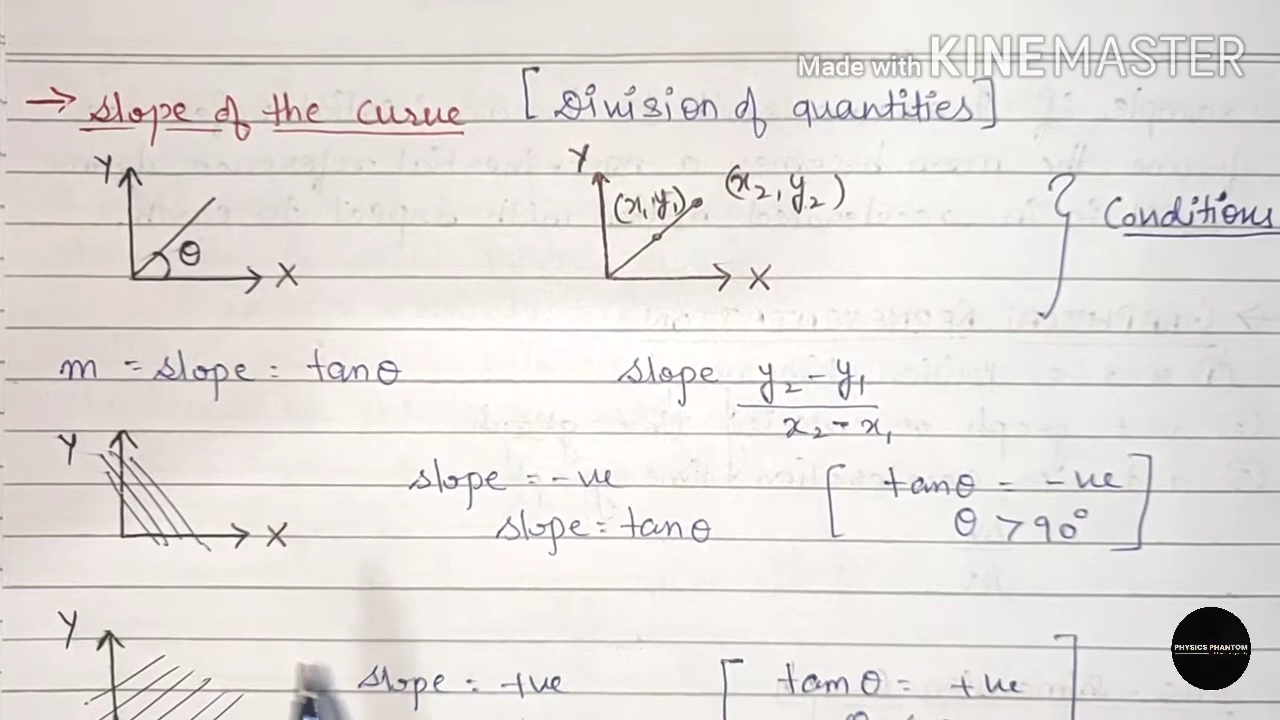 Made with KINEMASTER
→ Slope of the curve [Division of quantities]
Y
θ
X
Y
(x,y₁)
(x₂, y₂)
X
} Conditions
m = slope = tanθ
slope y₂ - y₁
x₂ - x₁
Y
X
slope = -ve
slope = tanθ
[ tanθ = -ve
θ > 90° ]
Y
slope = +ve
[ tanθ = +ve ]
PHYSICS PHANTOM